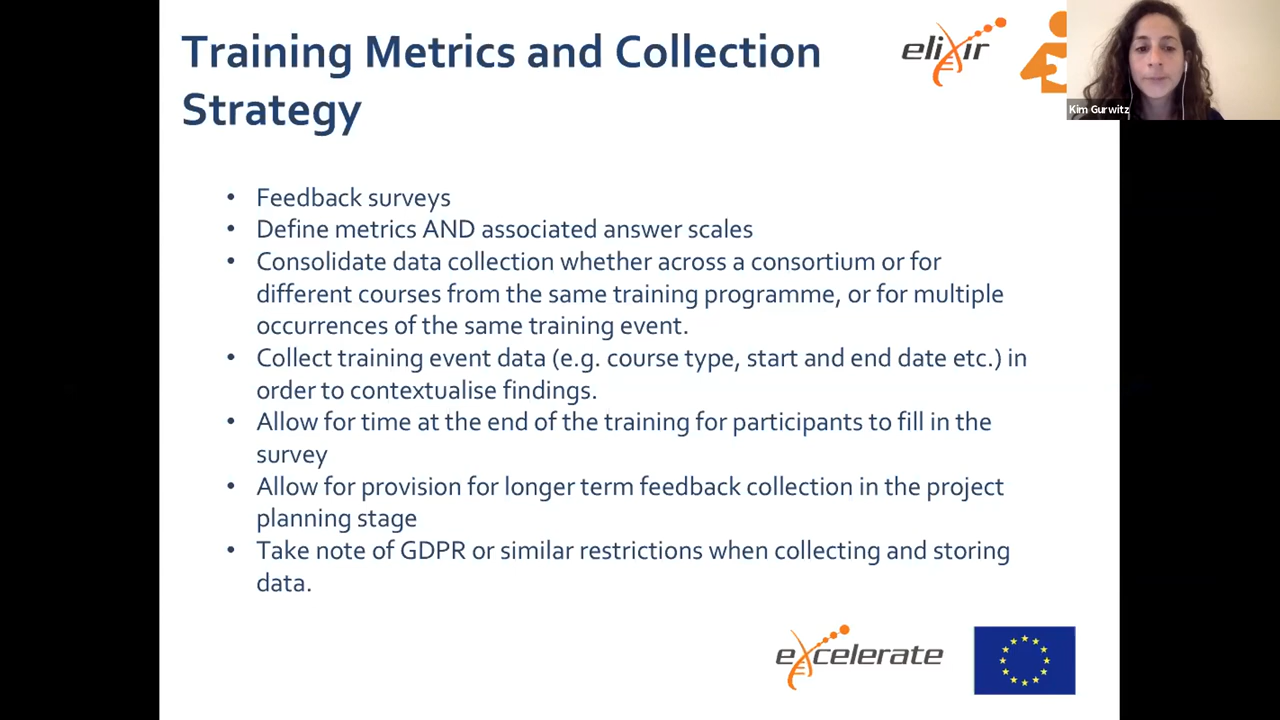 Training Metrics and Collection
Strategy
elixir
Kim Gurwitz
• Feedback surveys
• Define metrics AND associated answer scales
• Consolidate data collection whether across a consortium or for
different courses from the same training programme, or for multiple
occurrences of the same training event.
• Collect training event data (e.g. course type, start and end date etc.) in
order to contextualise findings.
• Allow for time at the end of the training for participants to fill in the
survey
• Allow for provision for longer term feedback collection in the project
planning stage
• Take note of GDPR or similar restrictions when collecting and storing
data.
excelerate